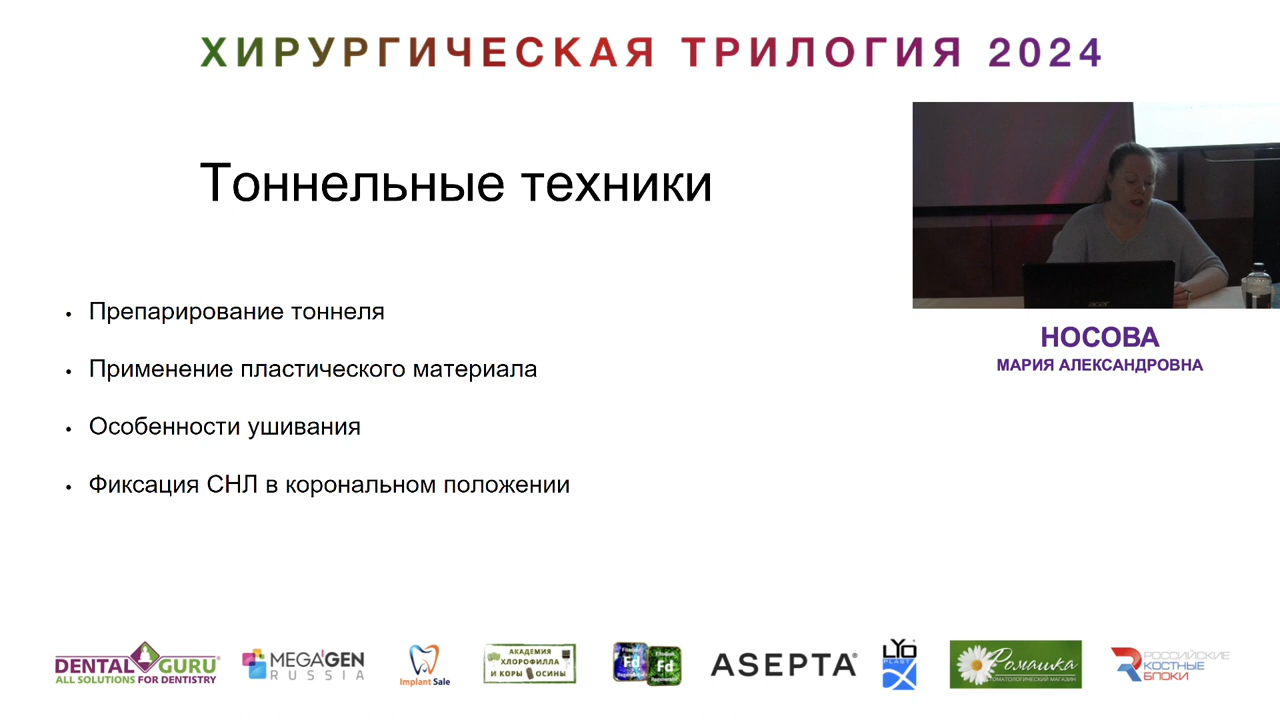 ХИРУРГИЧЕСКАЯ ТРИЛОГИЯ 2024
Тоннельные техники
• Препарирование тоннеля
• Применение пластического материала
• Особенности ушивания
• Фиксация СНЛ в корональном положении
acer
НОСОВА
МАРИЯ АЛЕКСАНДРОВНА
DENTAL GURU
ALL SOLUTIONS FOR DENTISTRY
MEGA'GEN
RUSSIA
Implant Sale
АКАДЕМИЯ
ХЛОРОФИЛЛА
И КОРЫ ОСИНЫ
Fd
Fd
ASEPTA®
LYO
PLAST
Ромашка
СТОМАТОЛОГИЧЕСКИЙ МАГАЗИН
РОССИЙСКИЕ
КОСТНЫЕ
БЛОКИ